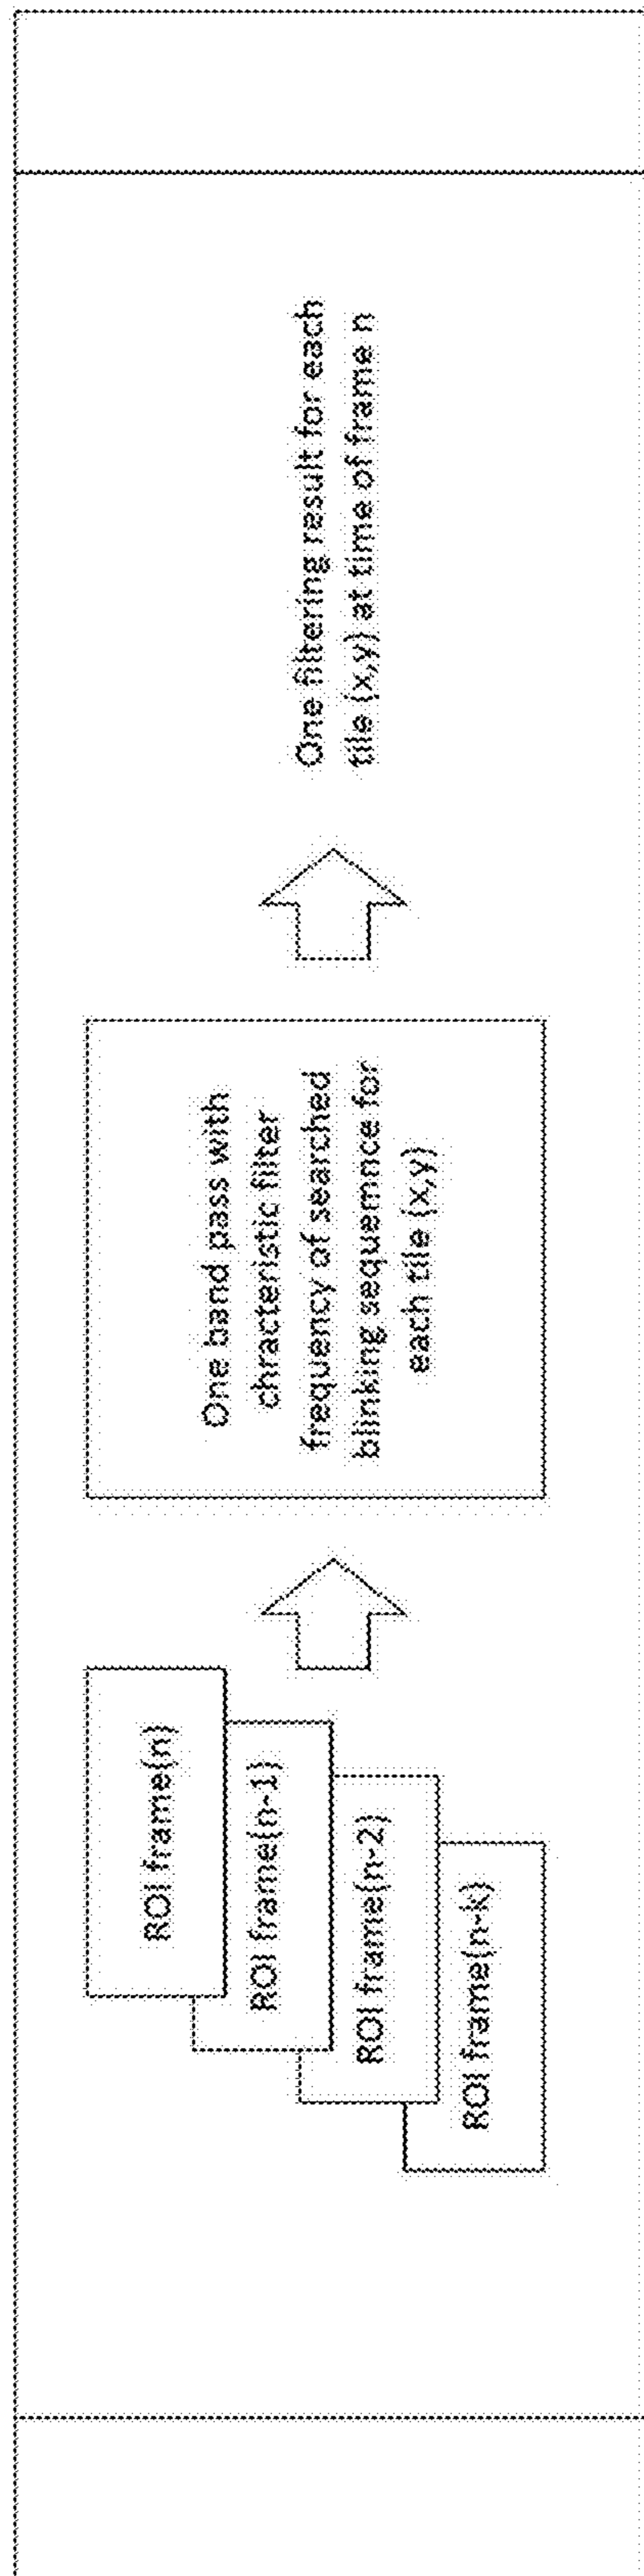 ROI frame(n)
ROI frame(n-1)
ROI frame(n-2)
ROI frame(n-k)
One band pass with
chracteristic filter
frequency of searched
blinking sequemnce for
each tile (x,y)
One filtering result for each
tile (x,y) at time of frame n